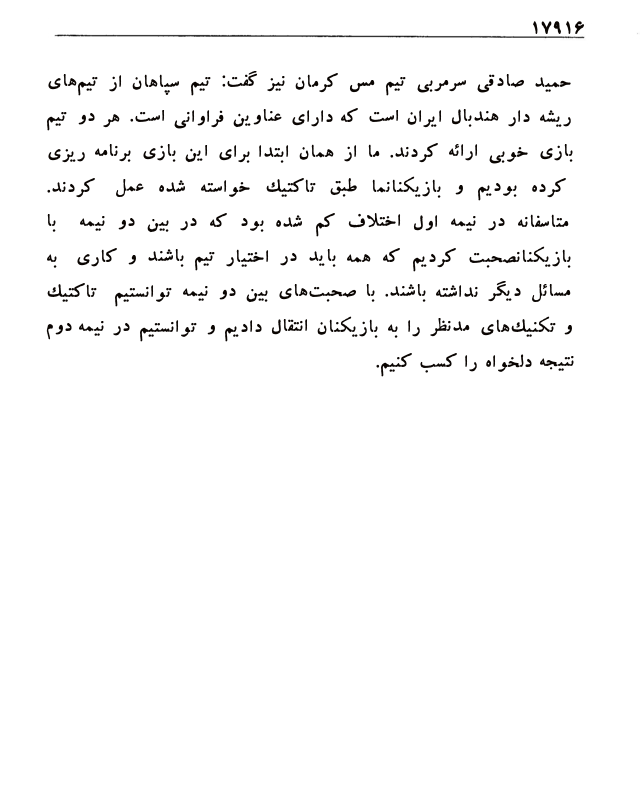 ۱۷۹۱۶
حمید صادقی سرمربی تیم مس کرمان نیز گفت: تیم سپاهان از تیم‌های
ریشه دار هندبال ایران است که دارای عناوین فراوانی است. هر دو تیم
بازی خوبی ارائه کردند. ما از همان ابتدا برای این بازی برنامه ریزی
کرده بودیم و بازیکنانما طبق تاکتیك خواسته شده عمل کردند.
متاسفانه در نیمه اول اختلاف کم شده بود که در بین دو نیمه با
بازیکنانصحبت کردیم که همه باید در اختیار تیم باشند و کاری به
مسائل دیگر نداشته باشند. با صحبت‌های بین دو نیمه توانستیم تاکتیك
و تکنیك‌های مدنظر را به بازیکنان انتقال دادیم و توانستیم در نیمه دوم
نتیجه دلخواه را کسب کنیم.